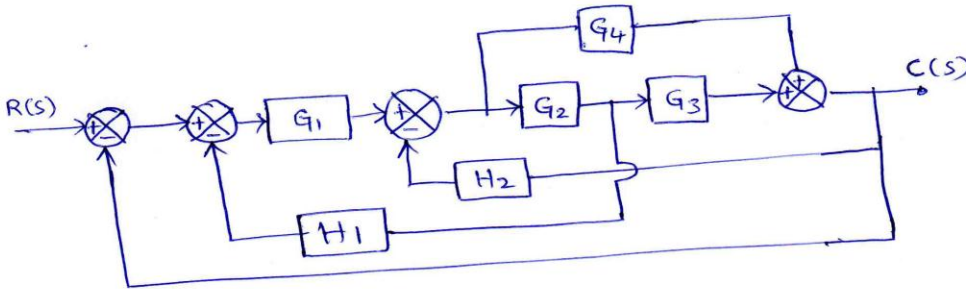 G4
R(S)
G1
G2
G3
C(S)
H2
H1
+
-
+
-
+
-
+
+